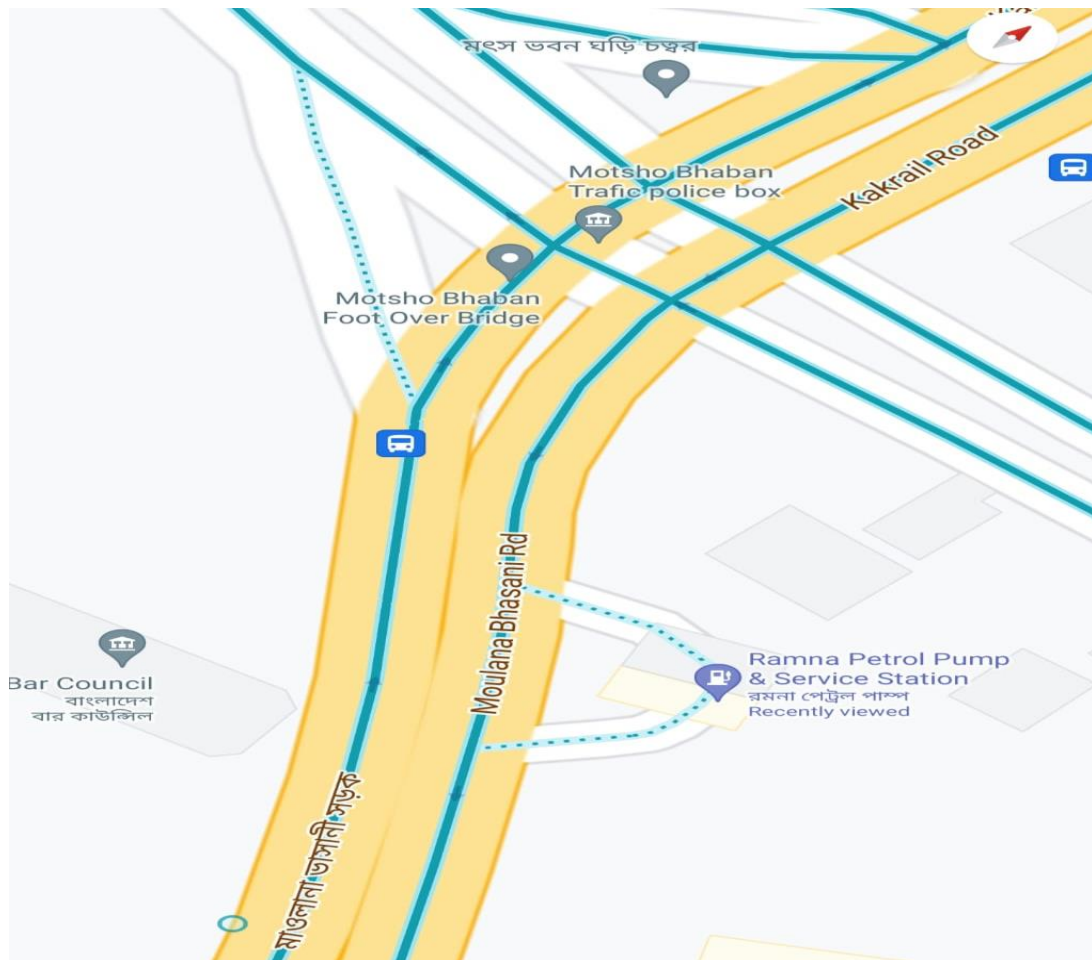 মৎস ভবন ঘড়ি চত্বর
Motsho Bhaban
Trafic police box
Kakrail Road
Motsho Bhaban
Foot Over Bridge
Moulana Bhasani Rd
Ramna Petrol Pump
& Service Station
রমনা পেট্রল পাম্প
Recently viewed
Bar Council
বাংলাদেশ
বার কাউন্সিল
মাওলানা ভাসানী সড়ক